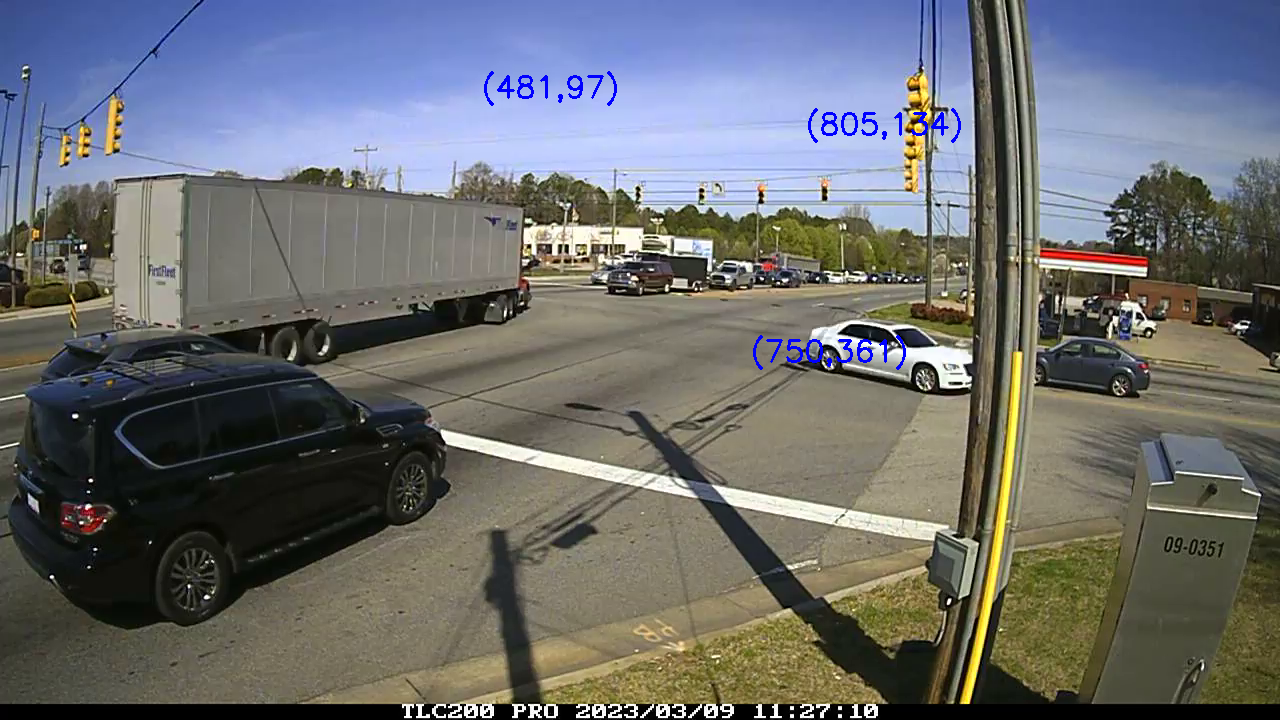 (481,97)
(805,134)
FirstFleet
(750,361)
09-0351
TLC200 PRO 2023/03/09 11:27:10